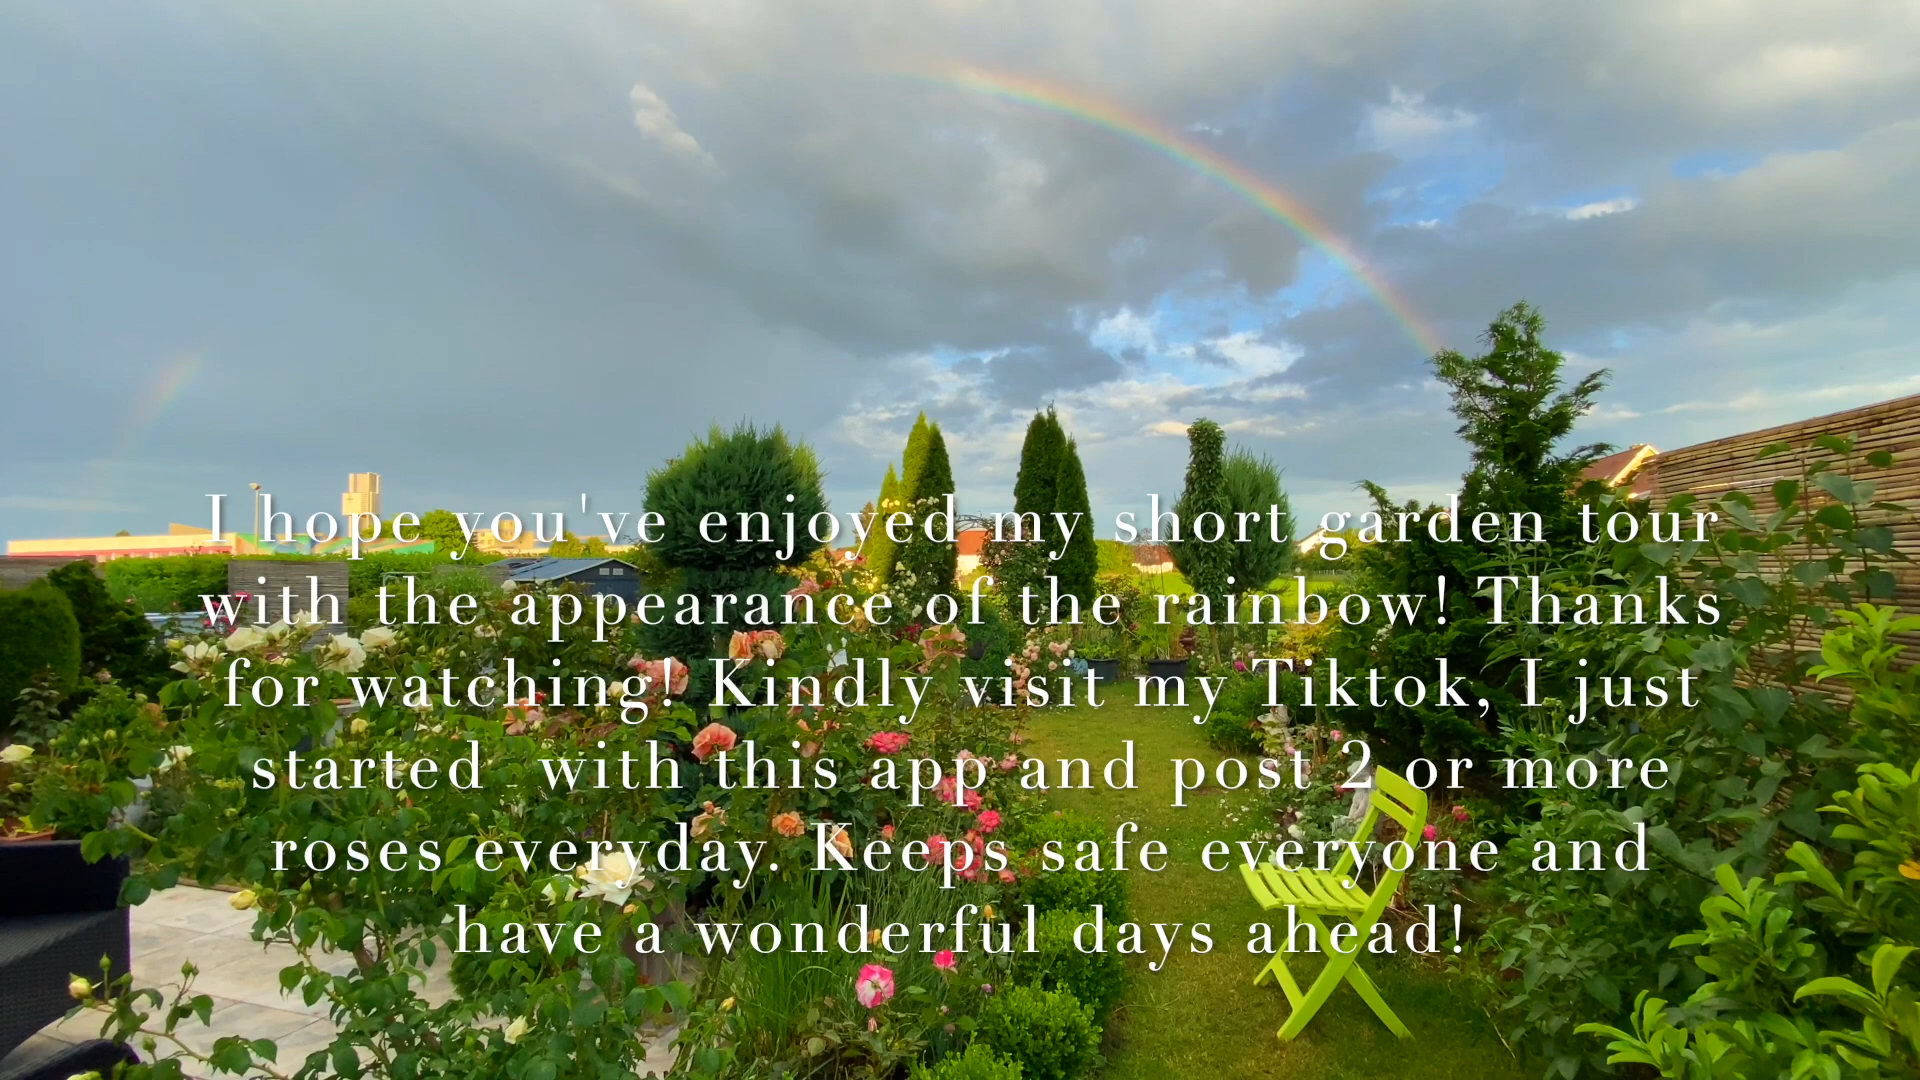 I hope you've enjoyed my short garden tour
with the appearance of the rainbow! Thanks
for watching! Kindly visit my Tiktok, I just
started  with this app and post 2 or more
roses everyday. Keeps safe everyone and
have a wonderful days ahead!